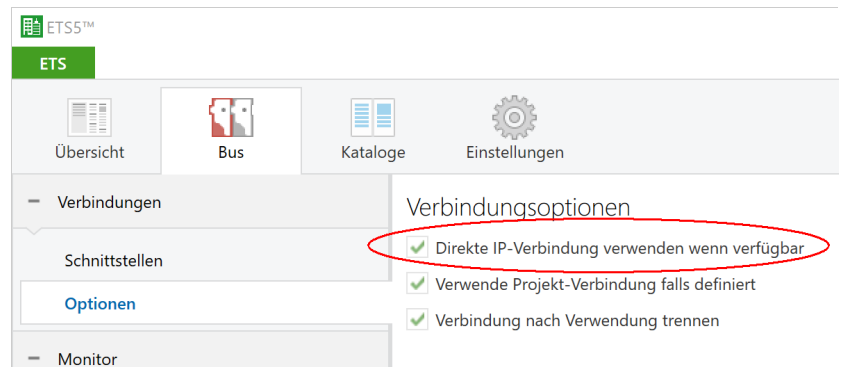 ETS5™
ETS
Übersicht
Bus
Kataloge
Einstellungen
Verbindungen
Schnittstellen
Optionen
Monitor
Verbindungsoptionen
Direkte IP-Verbindung verwenden wenn verfügbar
Verwende Projekt-Verbindung falls definiert
Verbindung nach Verwendung trennen